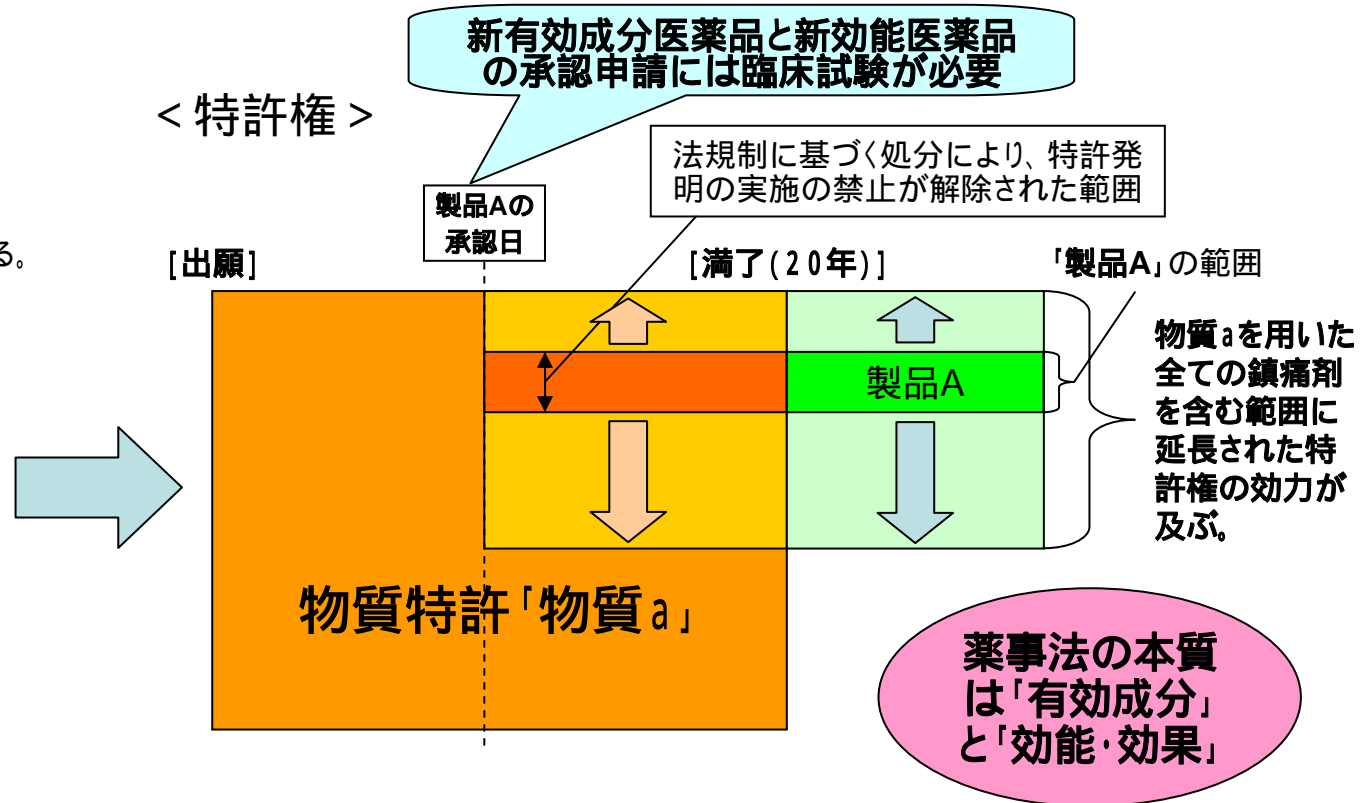 新有効成分医薬品と新効能医薬品
の承認申請には臨床試験が必要
<特許権>
法規制に基づく処分により、特許発
明の実施の禁止が解除された範囲
製品Aの
承認日
る。
[出願]
[満了(20年)]
「製品A」の範囲
物質aを用いた
全ての鎮痛剤
を含む範囲に
延長された特
許権の効力が
及ぶ。
製品A
物質特許「物質a」
薬事法の本質
は「有効成分」
と「効能・効果」